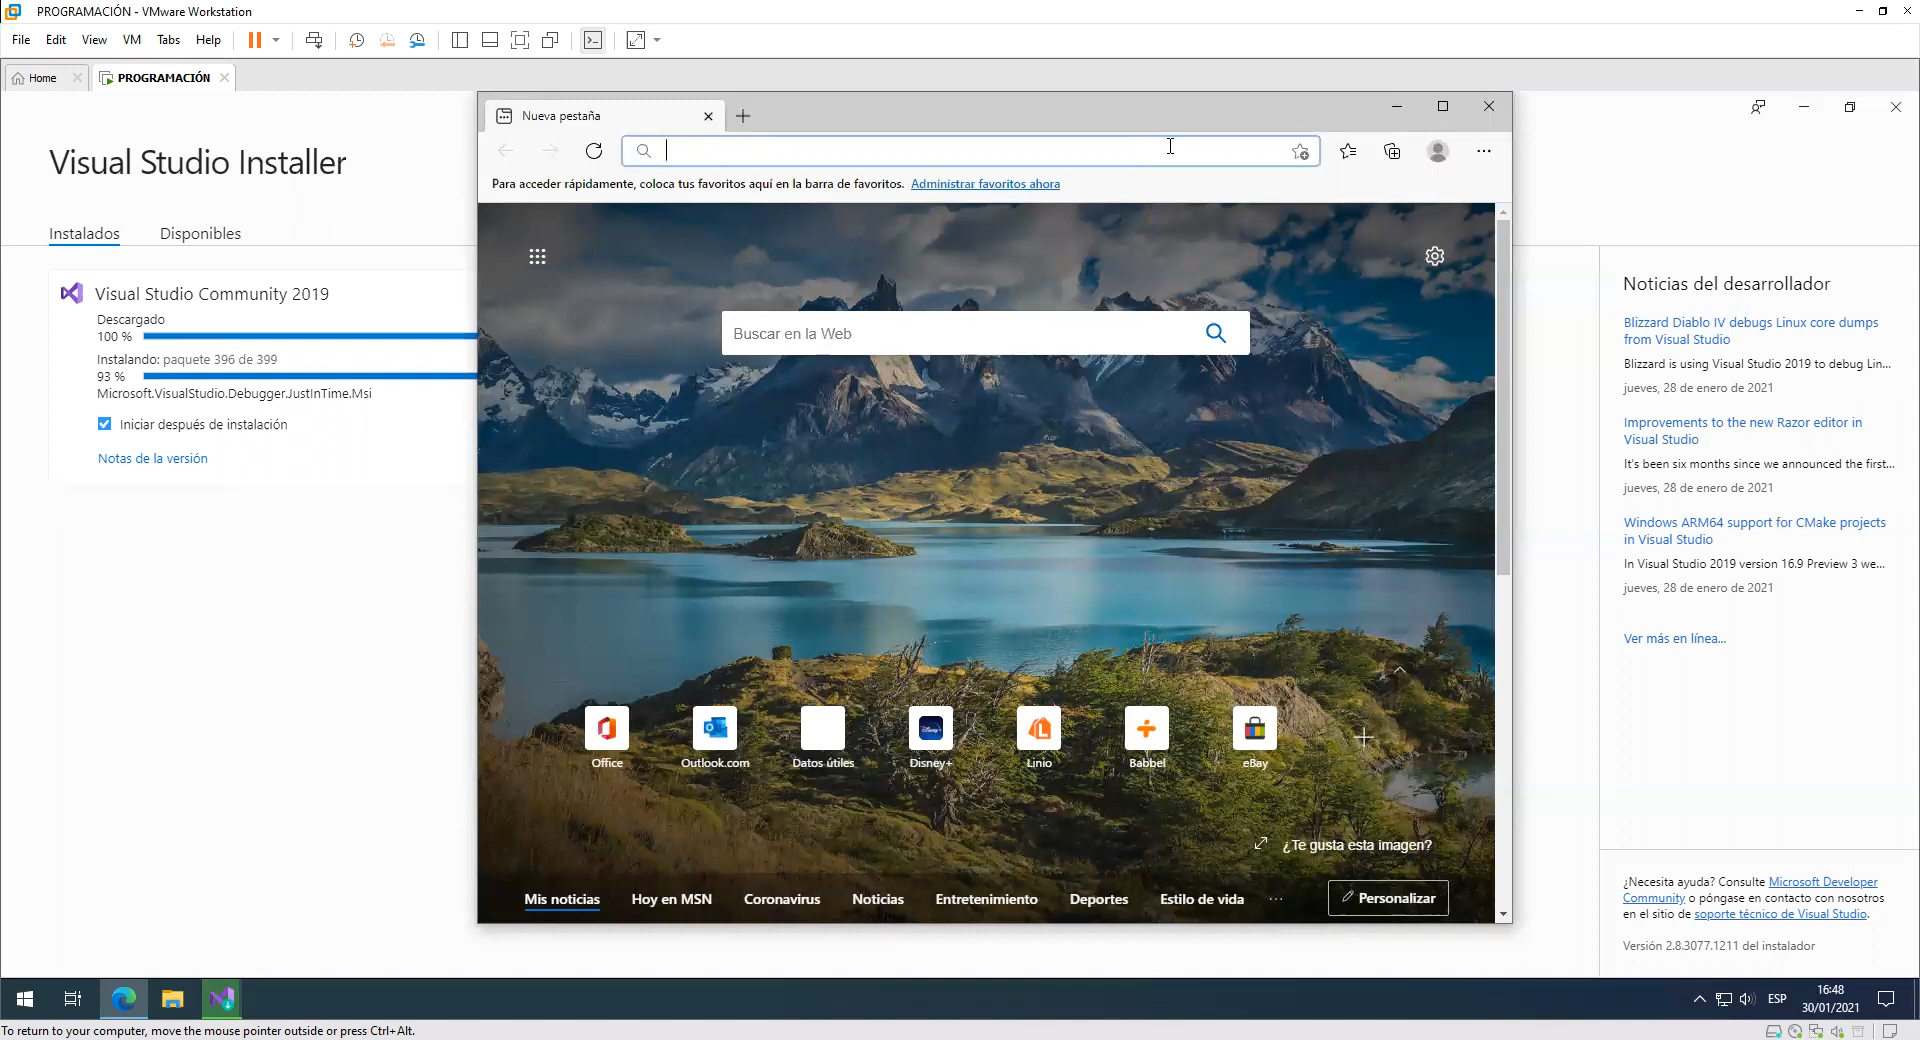 PROGRAMACIÓN - VMware Workstation
File Edit View VM Tabs Help
Home PROGRAMACIÓN
Nueva pestaña
Para acceder rápidamente, coloca tus favoritos aquí en la barra de favoritos. Administrar favoritos ahora
Visual Studio Installer
Instalados Disponibles
Visual Studio Community 2019
Descargado
100 %
Instalando: paquete 396 de 399
93 %
Microsoft.VisualStudio.Debugger.JustInTime.Msi
Iniciar después de instalación
Notas de la versión
Buscar en la Web
Office Outlook.com Datos útiles Disney+ Linio Babbel eBay
¿Te gusta esta imagen?
Mis noticias Hoy en MSN Coronavirus Noticias Entretenimiento Deportes Estilo de vida ... Personalizar
Noticias del desarrollador
Blizzard Diablo IV debugs Linux core dumps
from Visual Studio
Blizzard is using Visual Studio 2019 to debug Lin...
jueves, 28 de enero de 2021
Improvements to the new Razor editor in
Visual Studio
It's been six months since we announced the first...
jueves, 28 de enero de 2021
Windows ARM64 support for CMake projects
in Visual Studio
In Visual Studio 2019 version 16.9 Preview 3 we...
jueves, 28 de enero de 2021
Ver más en línea...
¿Necesita ayuda? Consulte Microsoft Developer
Community o póngase en contacto con nosotros
en el sitio de soporte técnico de Visual Studio.
Versión 2.8.3077.1211 del instalador
ESP
16:48
30/01/2021
To return to your computer, move the mouse pointer outside or press Ctrl+Alt.